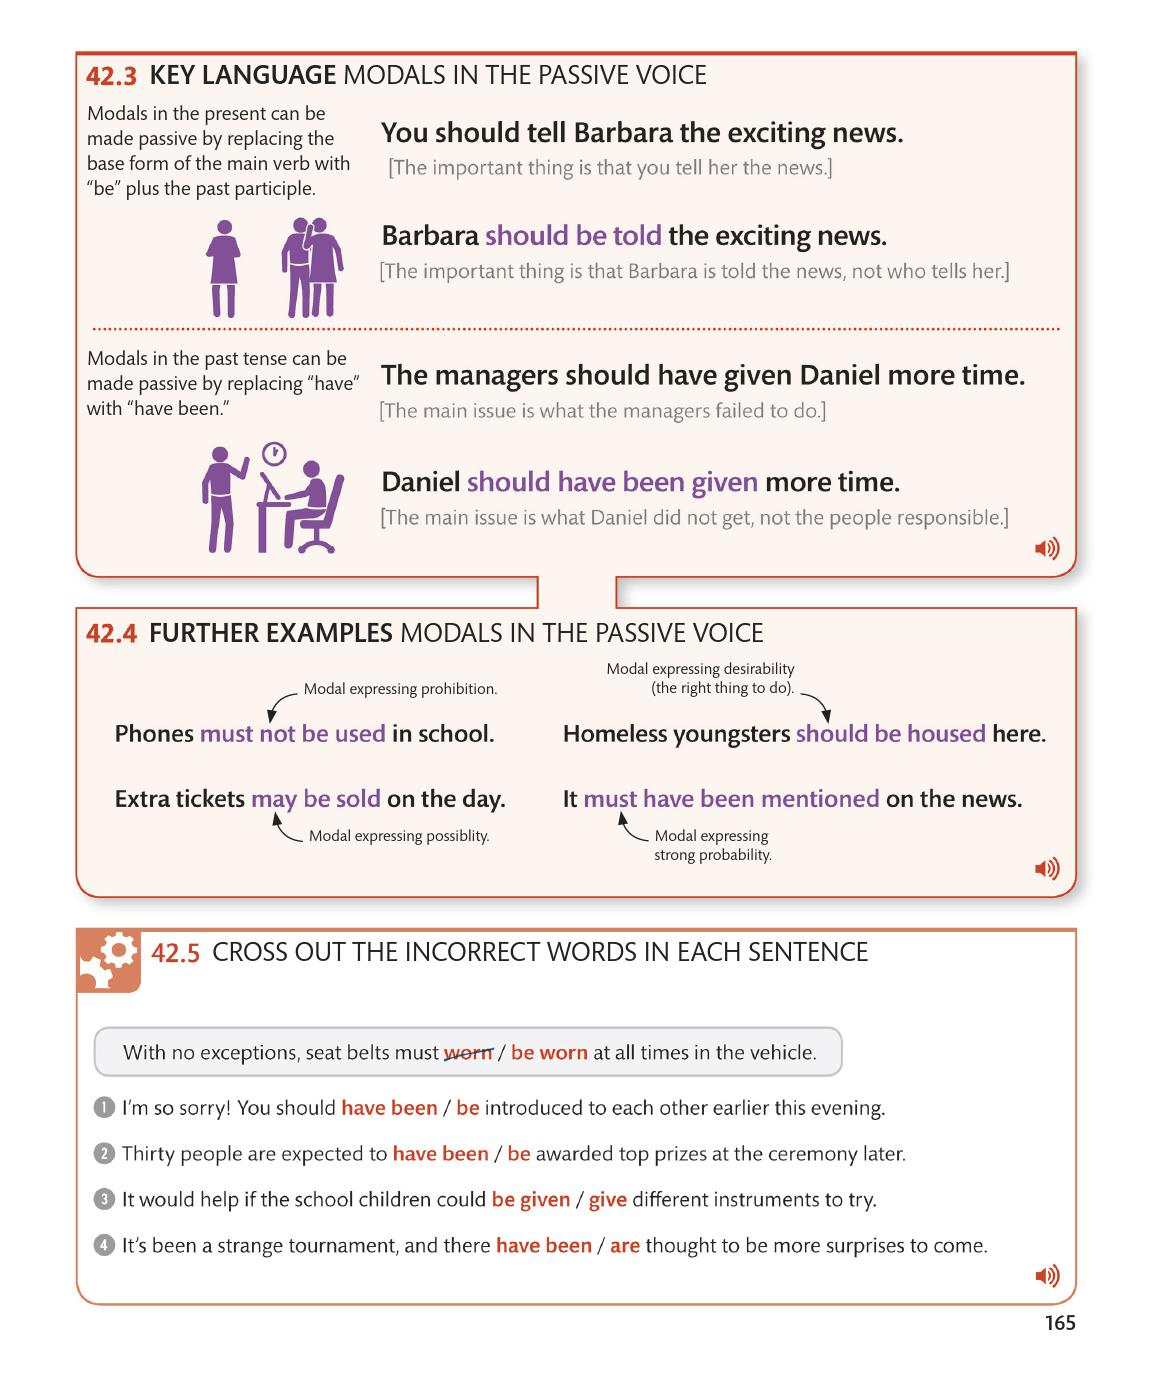 42.3 KEY LANGUAGE MODALS IN THE PASSIVE VOICE
Modals in the present can be
made passive by replacing the
base form of the main verb with
“be” plus the past participle.
You should tell Barbara the exciting news.
[The important thing is that you tell her the news.]
Barbara should be told the exciting news.
[The important thing is that Barbara is told the news, not who tells her.]
Modals in the past tense can be
made passive by replacing “have”
with “have been.”
The managers should have given Daniel more time.
[The main issue is what the managers failed to do.]
Daniel should have been given more time.
[The main issue is what Daniel did not get, not the people responsible.]
42.4 FURTHER EXAMPLES MODALS IN THE PASSIVE VOICE
Modal expressing prohibition.
Phones must not be used in school.
Modal expressing desirability
(the right thing to do).
Homeless youngsters should be housed here.
Extra tickets may be sold on the day.
Modal expressing possiblity.
It must have been mentioned on the news.
Modal expressing
strong probability.
42.5 CROSS OUT THE INCORRECT WORDS IN EACH SENTENCE
With no exceptions, seat belts must worn / be worn at all times in the vehicle.
1 I’m so sorry! You should have been / be introduced to each other earlier this evening.
2 Thirty people are expected to have been / be awarded top prizes at the ceremony later.
3 It would help if the school children could be given / give different instruments to try.
4 It’s been a strange tournament, and there have been / are thought to be more surprises to come.
165